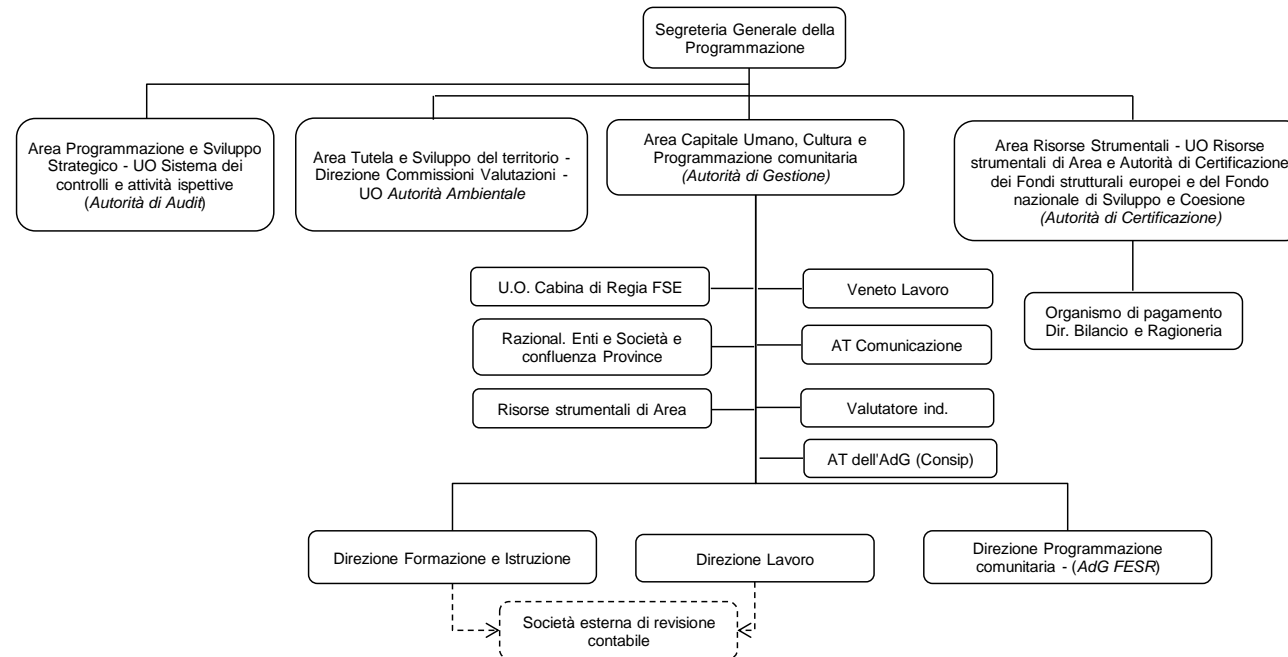 Segreteria Generale della
Programmazione
Area Programmazione e Sviluppo
Strategico - UO Sistema dei
controlli e attività ispettive
(Autorità di Audit)
Area Tutela e Sviluppo del territorio -
Direzione Commissioni Valutazioni -
UO Autorità Ambientale
Area Capitale Umano, Cultura e
Programmazione comunitaria
(Autorità di Gestione)
Area Risorse Strumentali - UO Risorse
strumentali di Area e Autorità di Certificazione
dei Fondi strutturali europei e del Fondo
nazionale di Sviluppo e Coesione
(Autorità di Certificazione)
U.O. Cabina di Regia FSE
Veneto Lavoro
Organismo di pagamento
Dir. Bilancio e Ragioneria
Razional. Enti e Società e
confluenza Province
AT Comunicazione
Risorse strumentali di Area
Valutatore ind.
AT dell'AdG (Consip)
Direzione Formazione e Istruzione
Direzione Lavoro
Direzione Programmazione
comunitaria - (AdG FESR)
Società esterna di revisione
contabile